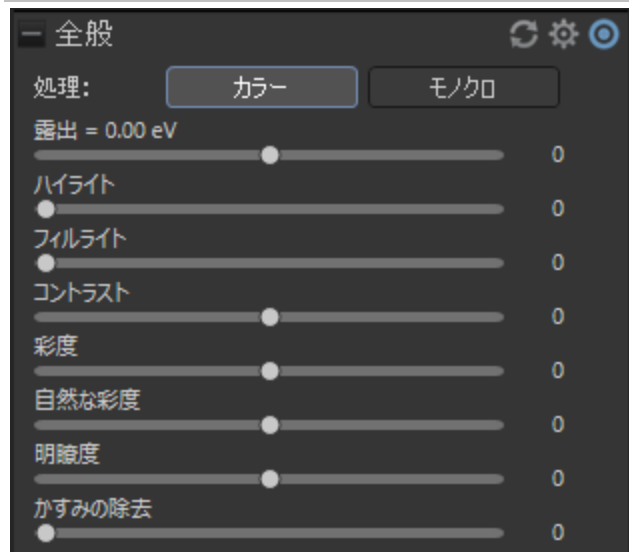 全般
処理: カラー モノクロ
露出 = 0.00 eV
0
ハイライト
0
フィルライト
0
コントラスト
0
彩度
0
自然な彩度
0
明瞭度
0
かすみの除去
0